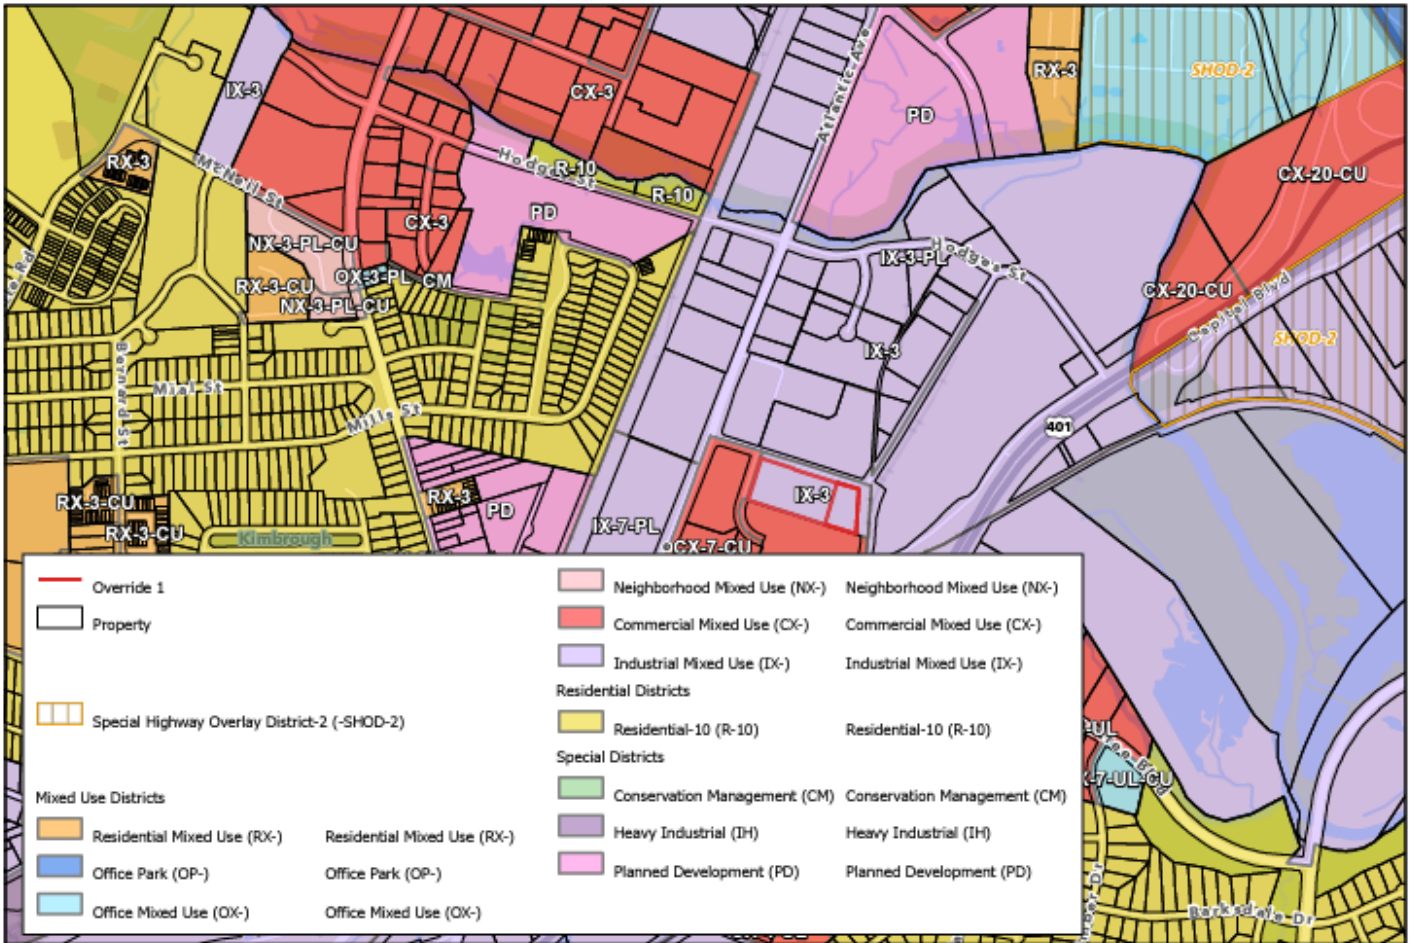 SHOD-2
RX-3
IX-3
CX-3
PD
Atlantic Ave
RX-3
McNeil St
Hodges St
R-10
R-10
CX-20-CU
CX-3
PD
NX-3-PL-CU
OX-3-PL
CM
RX-3-CU
NX-3-PL-CU
IX-3-PL
Hodges St
CX-20-CU
Capital Blvd
SHOD-2
IX-3
Bernard St
Mial St
Mills St
401
RX-3-CU
RX-3
PD
IX-3
RX-3-CU
Kimbrough
IX-7-PL
CX-7-CU
Override 1
Property
Special Highway Overlay District-2 (-SHOD-2)
Mixed Use Districts
Residential Mixed Use (RX-) Residential Mixed Use (RX-)
Office Park (OP-) Office Park (OP-)
Office Mixed Use (OX-) Office Mixed Use (OX-)
Neighborhood Mixed Use (NX-) Neighborhood Mixed Use (NX-)
Commercial Mixed Use (CX-) Commercial Mixed Use (CX-)
Industrial Mixed Use (IX-) Industrial Mixed Use (IX-)
Residential Districts
Residential-10 (R-10) Residential-10 (R-10)
Special Districts
Conservation Management (CM) Conservation Management (CM)
Heavy Industrial (IH) Heavy Industrial (IH)
Planned Development (PD) Planned Development (PD)
-UL
-7-UL-CU
Barksdale Dr